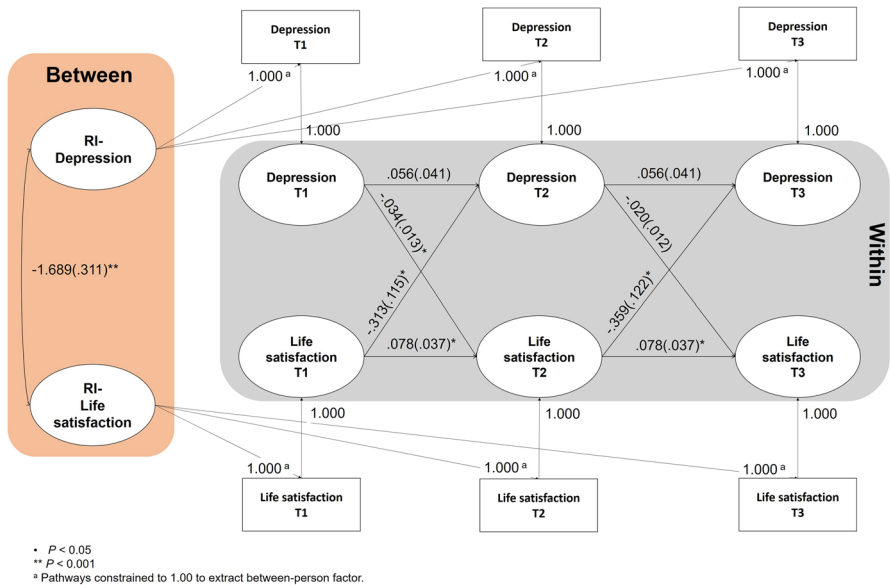 Depression
T1
Depression
T2
Depression
T3
Between
1.000 a
1.000 a
1.000 a
RI-
Depression
1.000
1.000
1.000
Depression
T1
.056(.041)
Depression
T2
.056(.041)
Depression
T3
-.034(.013)*
-.020(.012)
Within
-1.689(.311)**
-.313(.115)*
-.359(.122)*
Life
satisfaction
T1
.078(.037)*
Life
satisfaction
T2
.078(.037)*
Life
satisfaction
T3
RI-
Life
satisfaction
1.000
1.000
1.000
1.000 a
1.000 a
1.000 a
Life satisfaction
T1
Life satisfaction
T2
Life satisfaction
T3
• P < 0.05
** P < 0.001
a Pathways constrained to 1.00 to extract between-person factor.